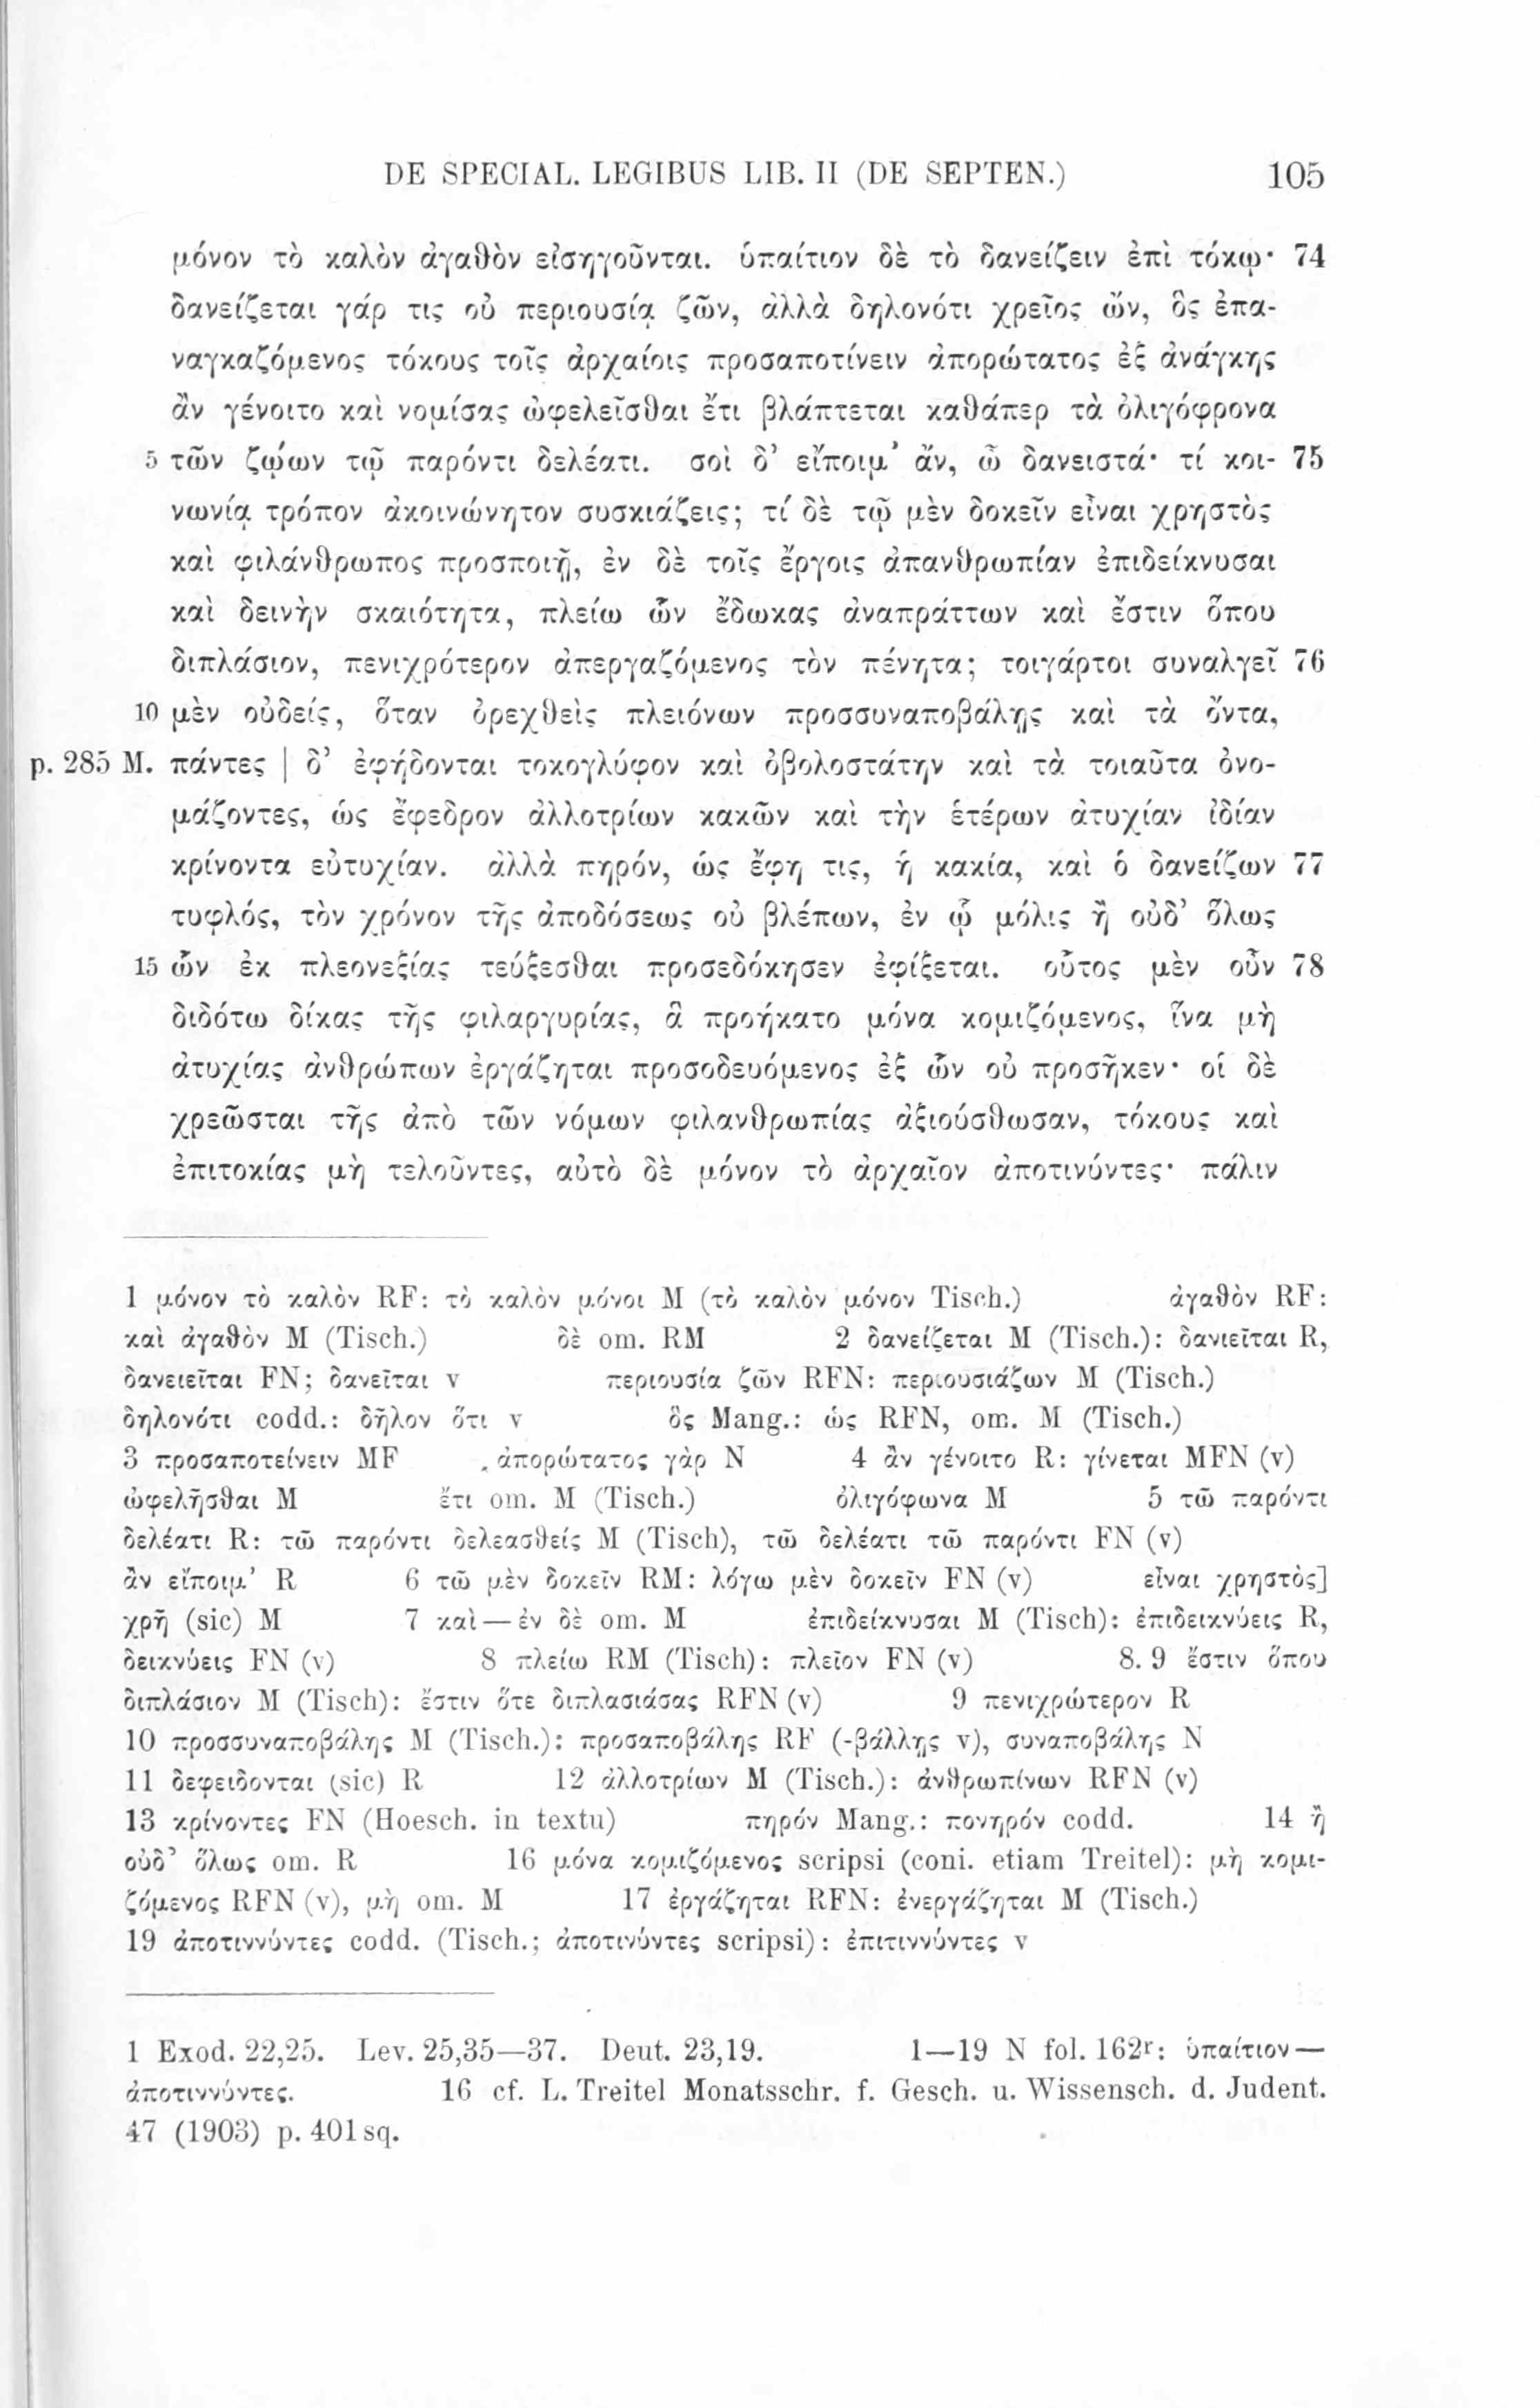 DE SPECIAL. LEGIBUS LIB. II (DE SEPTEN.) 105
μόνον τὸ καλὸν ἀγαθὸν εἰσηγοῦνται. ὑπαίτιον δὲ τὸ δανείζειν ἐπὶ τόκῳ· 74
δανείζεται γάρ τις οὐ περιουσίᾳ ζῶν, ἀλλὰ δηλονότι χρεῖος ὤν, ὃς ἐπα-
ναγκαζόμενος τόκους τοῖς ἀρχαίοις προσαποτίνειν ἀπορώτατος ἐξ ἀνάγκης
ἂν γένοιτο καὶ νομίσας ὠφελεῖσθαι ἔτι βλάπτεται καθάπερ τὰ ὀλιγόφρονα
5 τῶν ζῴων τῷ παρόντι δελέατι. σοὶ δ’ εἴποιμ’ ἄν, ὦ δανειστά· τί κοι- 75
νωνίᾳ τρόπον ἀκοινώνητον συσκιάζεις; τί δὲ τῷ μὲν δοκεῖν εἶναι χρηστὸς
καὶ φιλάνθρωπος προσποιῇ, ἐν δὲ τοῖς ἔργοις ἀπανθρωπίαν ἐπιδείκνυσαι
καὶ δεινὴν σκαιότητα, πλείω ὧν ἔδωκας ἀναπράττων καὶ ἔστιν ὅπου
διπλάσιον, πενιχρότερον ἀπεργαζόμενος τὸν πένητα; τοιγάρτοι συναλγεῖ 76
10 μὲν οὐδείς, ὅταν ὀρεχθεὶς πλειόνων προσσυναποβάλῃς καὶ τὰ ὄντα,
p. 285 M. πάντες | δ’ ἐφήδονται τοκογλύφον καὶ ὀβολοστάτην καὶ τὰ τοιαῦτα ὀνο-
μάζοντες, ὡς ἔφεδρον ἀλλοτρίων κακῶν καὶ τὴν ἑτέρων ἀτυχίαν ἰδίαν
κρίνοντα εὐτυχίαν. ἀλλὰ πηρόν, ὡς ἔφη τις, ἡ κακία, καὶ ὁ δανείζων 77
τυφλός, τὸν χρόνον τῆς ἀποδόσεως οὐ βλέπων, ἐν ᾧ μόλις ἢ οὐδ’ ὅλως
15 ὧν ἐκ πλεονεξίας τεύξεσθαι προσεδόκησεν ἐφίξεται. οὗτος μὲν οὖν 78
διδότω δίκας τῆς φιλαργυρίας, ἃ προήκατο μόνα κομιζόμενος, ἵνα μὴ
ἀτυχίας ἀνθρώπων ἐργάζηται προσοδευόμενος ἐξ ὧν οὐ προσῆκεν· οἱ δὲ
χρεῶσται τῆς ἀπὸ τῶν νόμων φιλανθρωπίας ἀξιούσθωσαν, τόκους καὶ
ἐπιτοκίας μὴ τελοῦντες, αὐτὸ δὲ μόνον τὸ ἀρχαῖον ἀποτινύντες· πάλιν
1 μόνον τὸ καλὸν RF: τὸ καλὸν μόνοι M (τὸ καλὸν μόνον Tisch.) ἀγαθὸν RF:
καὶ ἀγαθὸν M (Tisch.) δὲ om. RM 2 δανείζεται M (Tisch.): δανιεῖται R,
δανειεῖται FN; δανεῖται v περιουσία ζῶν RFN: περιουσιάζων M (Tisch.)
δηλονότι codd.: δῆλον ὅτι v ὃς Mang.: ὡς RFN, om. M (Tisch.)
3 προσαποτείνειν MF ἀπορώτατος γὰρ N 4 ἂν γένοιτο R: γίνεται MFN (v)
ὠφελῆσθαι M ἔτι om. M (Tisch.) ὀλιγόφωνα M 5 τῶ παρόντι
δελέατι R: τῶ παρόντι δελεασθείς M (Tisch), τῶ δελέατι τῶ παρόντι FN (v)
ἂν εἴποιμ’ R 6 τῶ μὲν δοκεῖν RM: λόγω μὲν δοκεῖν FN (v) εἶναι χρηστὸς]
χρῆ (sic) M 7 καὶ—ἐν δὲ om. M ἐπιδείκνυσαι M (Tisch): ἐπιδεικνύεις R,
δεικνύεις FN (v) 8 πλείω RM (Tisch): πλεῖον FN (v) 8. 9 ἔστιν ὅπου
διπλάσιον M (Tisch): ἔστιν ὅτε διπλασιάσας RFN (v) 9 πενιχρώτερον R
10 προσσυναποβάλης M (Tisch.): προσαποβάλης RF (-βάλλῃς v), συναποβάλης N
11 δεφειδονται (sic) R 12 ἀλλοτρίων M (Tisch.): ἀνθρωπίνων RFN (v)
13 κρίνοντες FN (Hoesch. in textu) πηρόν Mang.: πονηρόν codd. 14 ἢ
οὐδ’ ὅλως om. R 16 μόνα κομιζόμενος scripsi (coni. etiam Treitel): μὴ κομι-
ζόμενος RFN (v), μὴ om. M 17 ἐργάζηται RFN: ἐνεργάζηται M (Tisch.)
19 ἀποτιννύντες codd. (Tisch.; ἀποτινύντες scripsi): ἐπιτιννύντες v
1 Exod. 22,25. Lev. 25,35—37. Deut. 23,19. 1—19 N fol. 162r: ὑπαίτιον—
ἀποτιννύντες. 16 cf. L. Treitel Monatsschr. f. Gesch. u. Wissensch. d. Judent.
47 (1903) p. 401 sq.